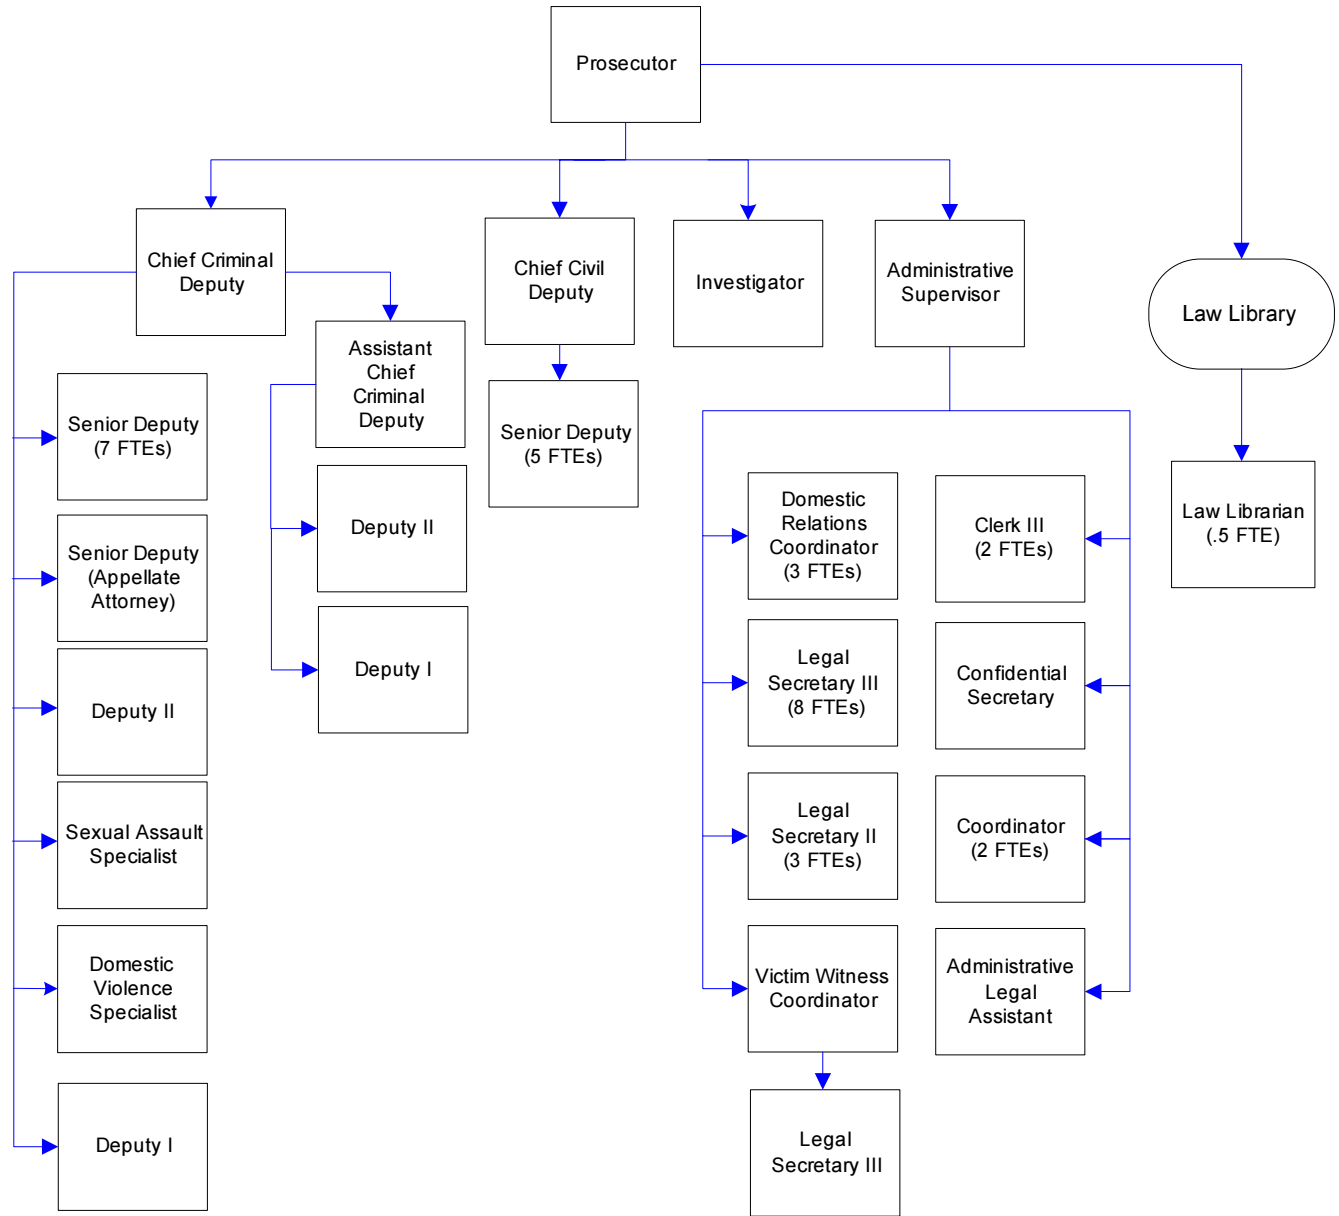 Prosecutor
Chief Criminal
Deputy
Chief Civil
Deputy
Investigator
Administrative
Supervisor
Law Library
Assistant
Chief
Criminal
Deputy
Senior Deputy
(7 FTEs)
Senior Deputy
(5 FTEs)
Domestic
Relations
Coordinator
(3 FTEs)
Clerk III
(2 FTEs)
Law Librarian
(.5 FTE)
Senior Deputy
(Appellate
Attorney)
Deputy II
Deputy I
Legal
Secretary III
(8 FTEs)
Confidential
Secretary
Deputy II
Sexual Assault
Specialist
Legal
Secretary II
(3 FTEs)
Coordinator
(2 FTEs)
Domestic
Violence
Specialist
Victim Witness
Coordinator
Administrative
Legal
Assistant
Deputy I
Legal
Secretary III